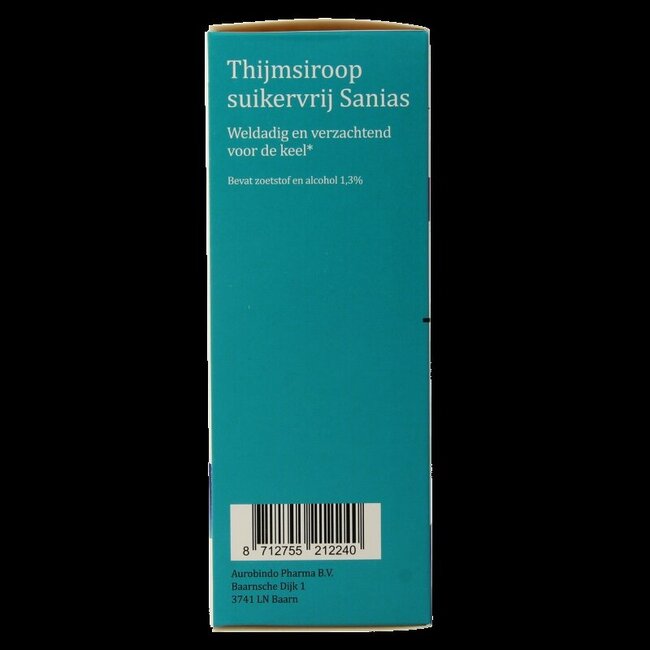 Thijmsiroop
suikervrij Sanias
Weldadig en verzachtend
voor de keel*
Bevat zoetstof en alcohol 1,3%
8 712755 212240
Aurobindo Pharma B.V.
Baarnsche Dijk 1
3741 LN Baarn